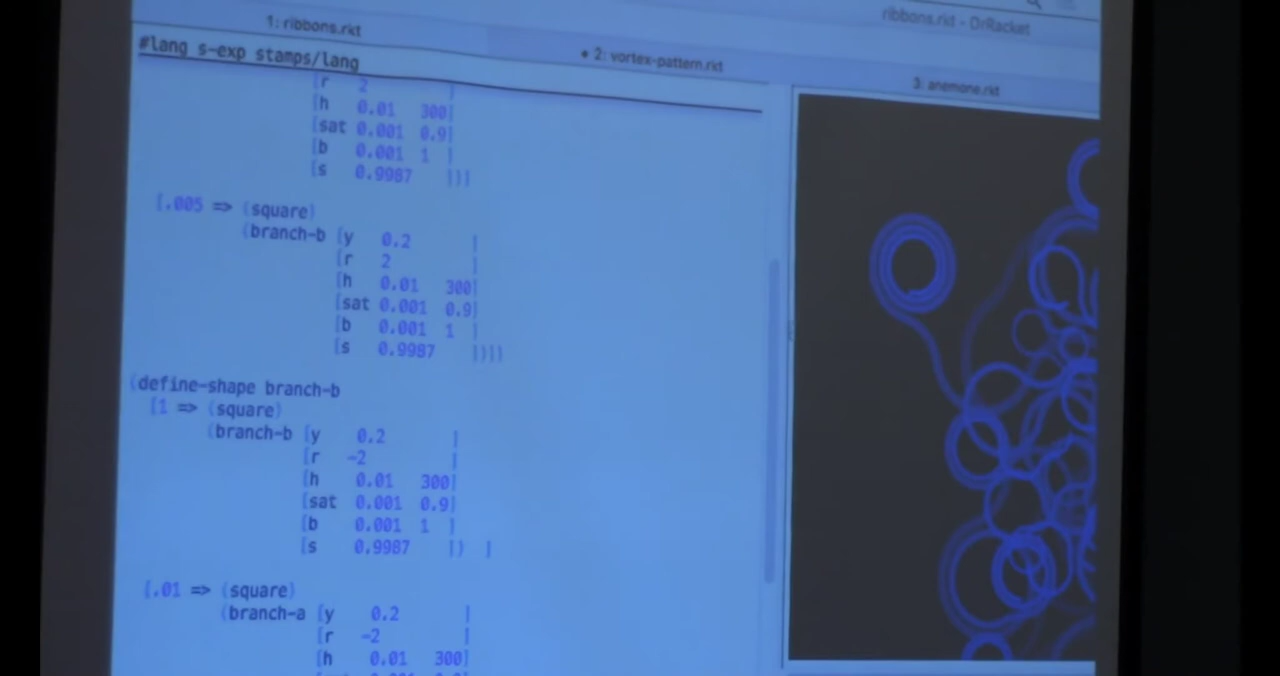 ribbons.rkt - DrRacket
1: ribbons.rkt
• 2: vortex-pattern.rkt
3: anemone.rkt
#lang s-exp stamps/lang
[r 2 ]
[h 0.01 300]
[sat 0.001 0.9]
[b 0.001 1 ]
[s 0.9987 ])]
[.005 => (square)
(branch-b [y 0.2 ]
[r 2 ]
[h 0.01 300]
[sat 0.001 0.9]
[b 0.001 1 ]
[s 0.9987 ])])
(define-shape branch-b
[1 => (square)
(branch-b [y 0.2 ]
[r -2 ]
[h 0.01 300]
[sat 0.001 0.9]
[b 0.001 1 ]
[s 0.9987 ]) ]
[.01 => (square)
(branch-a [y 0.2 ]
[r -2 ]
[h 0.01 300]